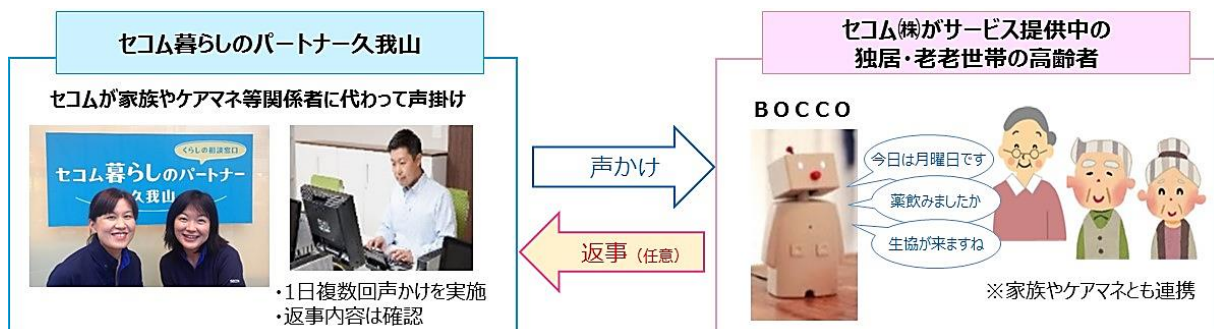 セコム暮らしのパートナー久我山
セコムが家族やケアマネ等関係者に代わって声掛け
くらしの相談窓口
セコム暮らしのパートナー
久我山
・1日複数回声かけを実施
・返事内容は確認
声かけ
返事（任意）
セコム㈱がサービス提供中の
独居・老老世帯の高齢者
ＢＯＣＣＯ
今日は月曜日です
薬飲みましたか
生協が来ますね
※家族やケアマネとも連携